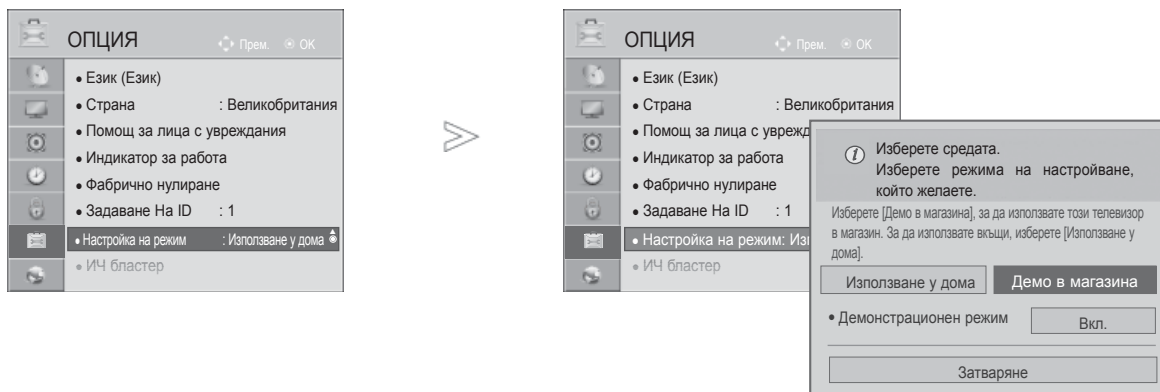 ОПЦИЯ
Прем. OK
• Език (Език)
• Страна : Великобритания
• Помощ за лица с увреждания
• Индикатор за работа
• Фабрично нулиране
• Задаване На ID : 1
• Настройка на режим : Използване у дома
• ИЧ бластер
ОПЦИЯ
Прем. OK
• Език (Език)
• Страна : Великобритания
• Помощ за лица с уврежд
• Индикатор за работа
• Фабрично нулиране
• Задаване На ID : 1
• Настройка на режим: Из
• ИЧ бластер
Изберете средата.
Изберете режима на настройване,
който желаете.
Изберете [Демо в магазина], за да използвате този телевизор
в магазин. За да използвате вкъщи, изберете [Използване у
дома].
Използване у дома Демо в магазина
• Демонстрационен режим Вкл.
Затваряне